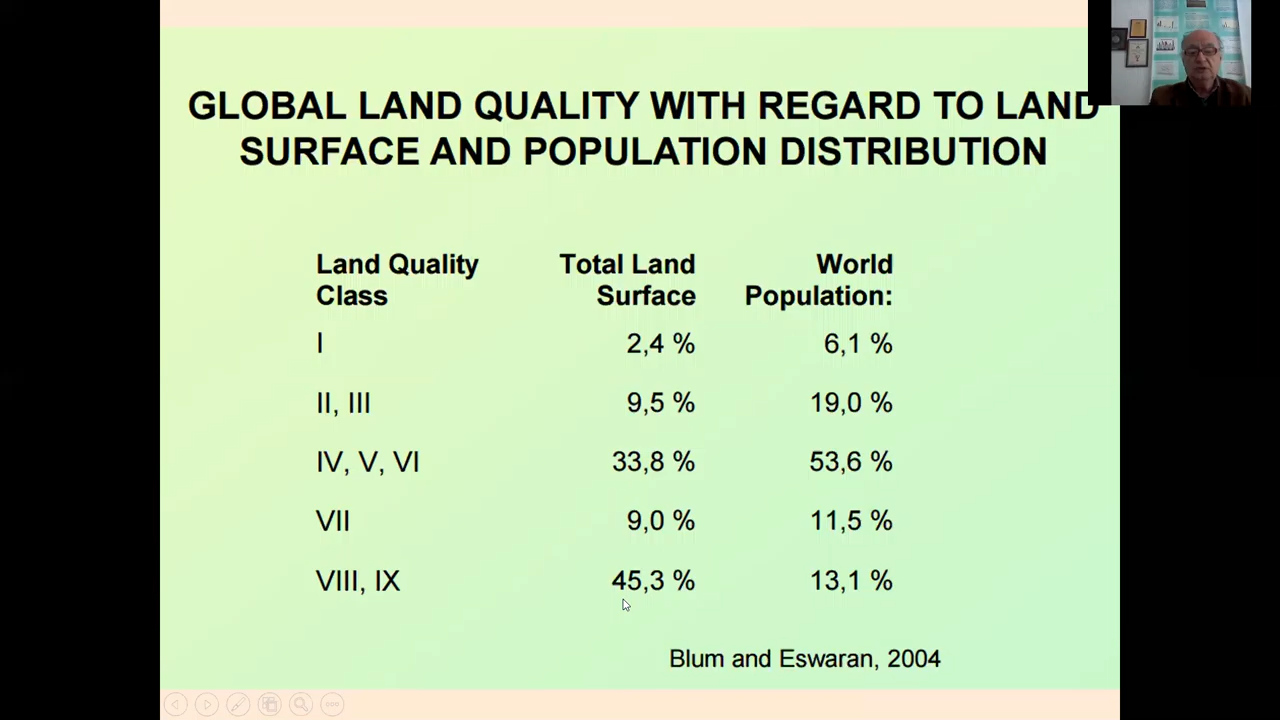 GLOBAL LAND QUALITY WITH REGARD TO LAND
SURFACE AND POPULATION DISTRIBUTION
Land Quality Class Total Land Surface World Population:
I 2,4 % 6,1 %
II, III 9,5 % 19,0 %
IV, V, VI 33,8 % 53,6 %
VII 9,0 % 11,5 %
VIII, IX 45,3 % 13,1 %
Blum and Eswaran, 2004